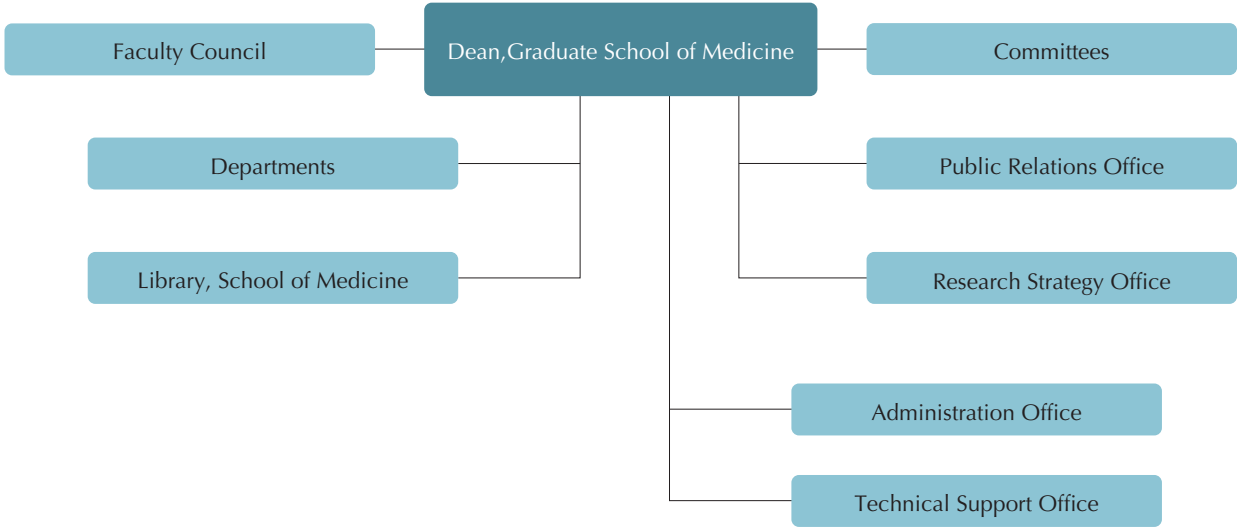 Faculty Council
Dean,Graduate School of Medicine
Committees
Departments
Public Relations Office
Library, School of Medicine
Research Strategy Office
Administration Office
Technical Support Office